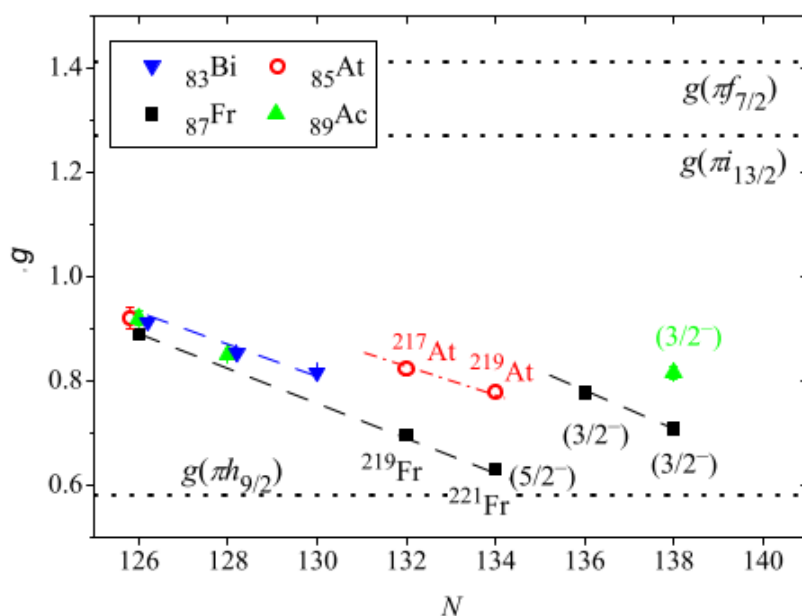 ₈₃Bi ₈₅At
₈₇Fr ₈₉Ac
g(πf₇/₂)
g(πi₁₃/₂)
g(πh₉/₂)
²¹⁷At
²¹⁹At
(3/2⁻)
²¹⁹Fr
²²¹Fr
(5/2⁻)
(3/2⁻)
(3/2⁻)
1.4
1.2
1.0
0.8
0.6
g
126 128 130 132 134 136 138 140
N